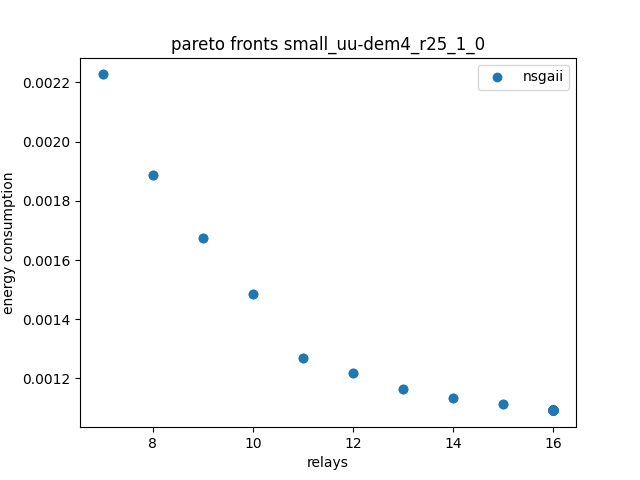 pareto fronts small_uu-dem4_r25_1_0
nsgaii
energy consumption
0.0022
0.0020
0.0018
0.0016
0.0014
0.0012
8
10
12
14
16
relays